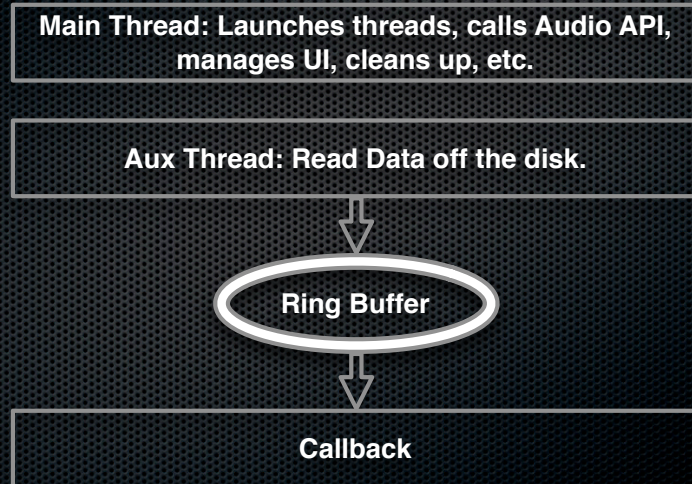 Main Thread: Launches threads, calls Audio API,
manages UI, cleans up, etc.
Aux Thread: Read Data off the disk.
Ring Buffer
Callback